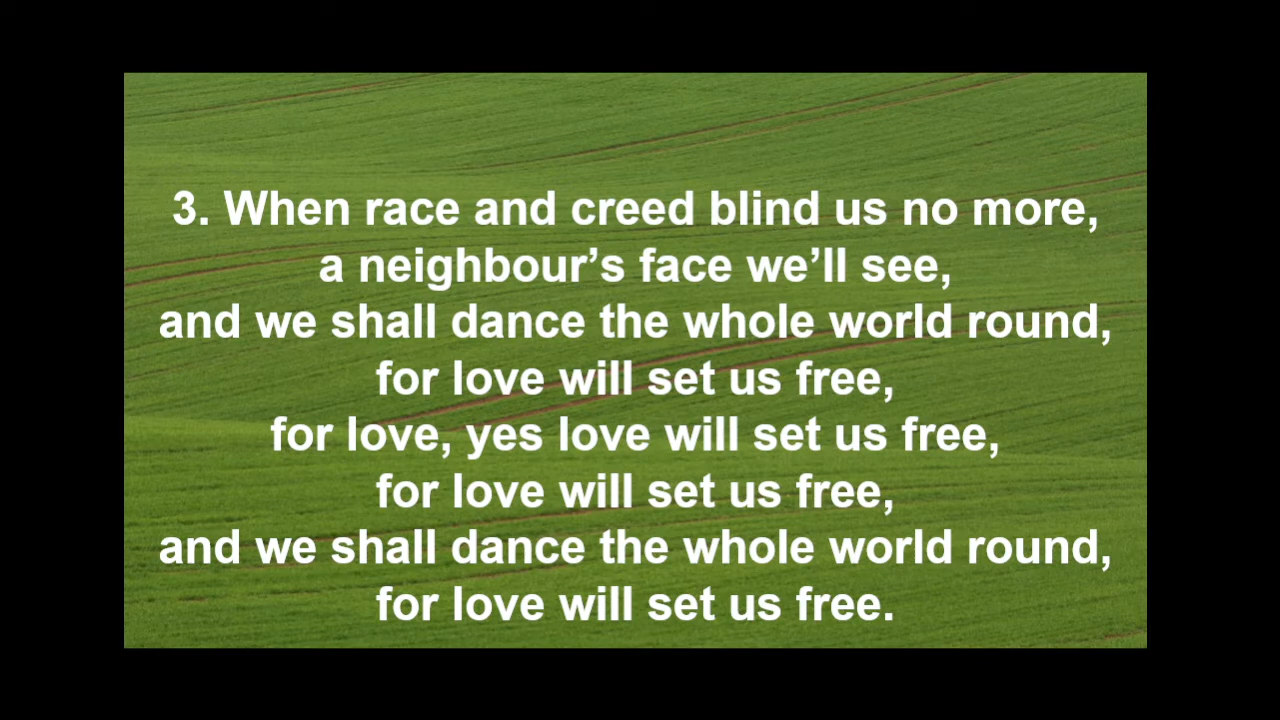 3. When race and creed blind us no more,
a neighbour’s face we’ll see,
and we shall dance the whole world round,
for love will set us free,
for love, yes love will set us free,
for love will set us free,
and we shall dance the whole world round,
for love will set us free.